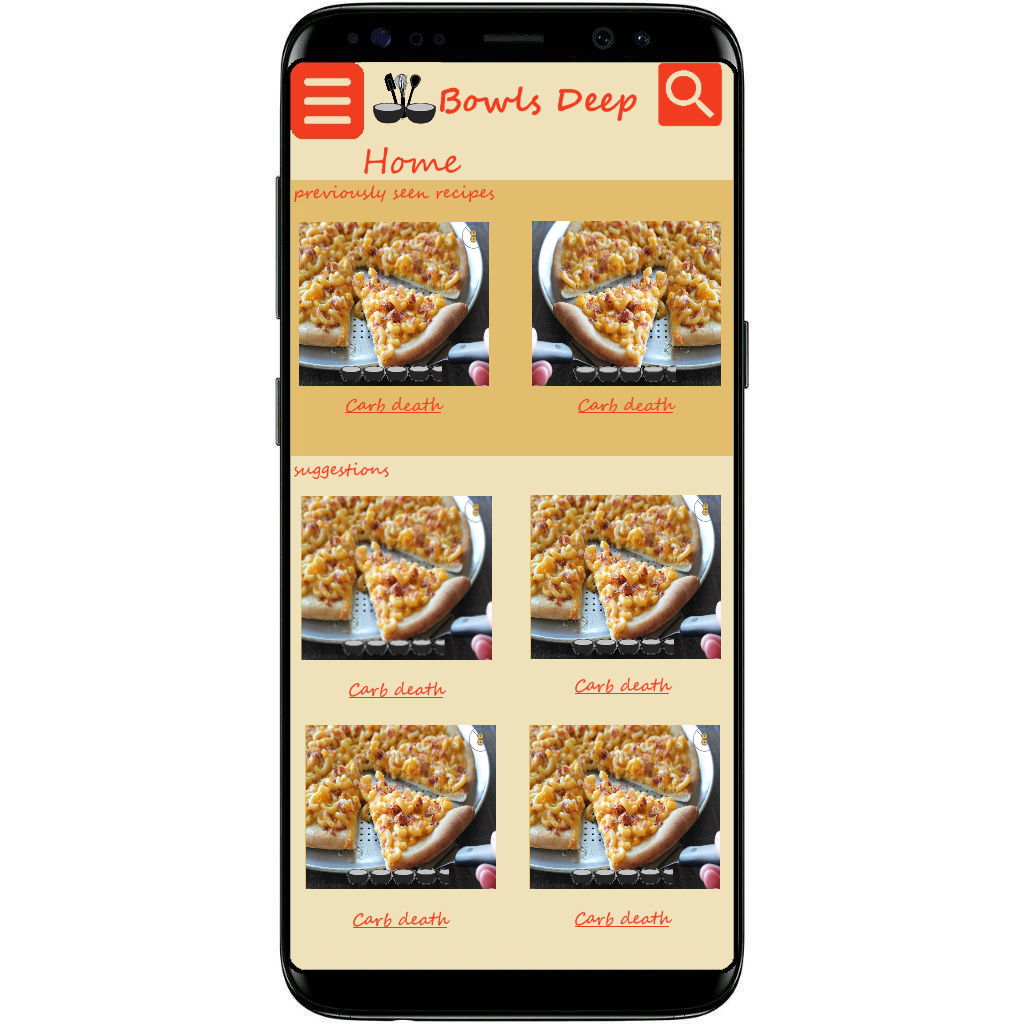 Bowls Deep
Home
previously seen recipes
Carb death
Carb death
suggestions
Carb death
Carb death
Carb death
Carb death